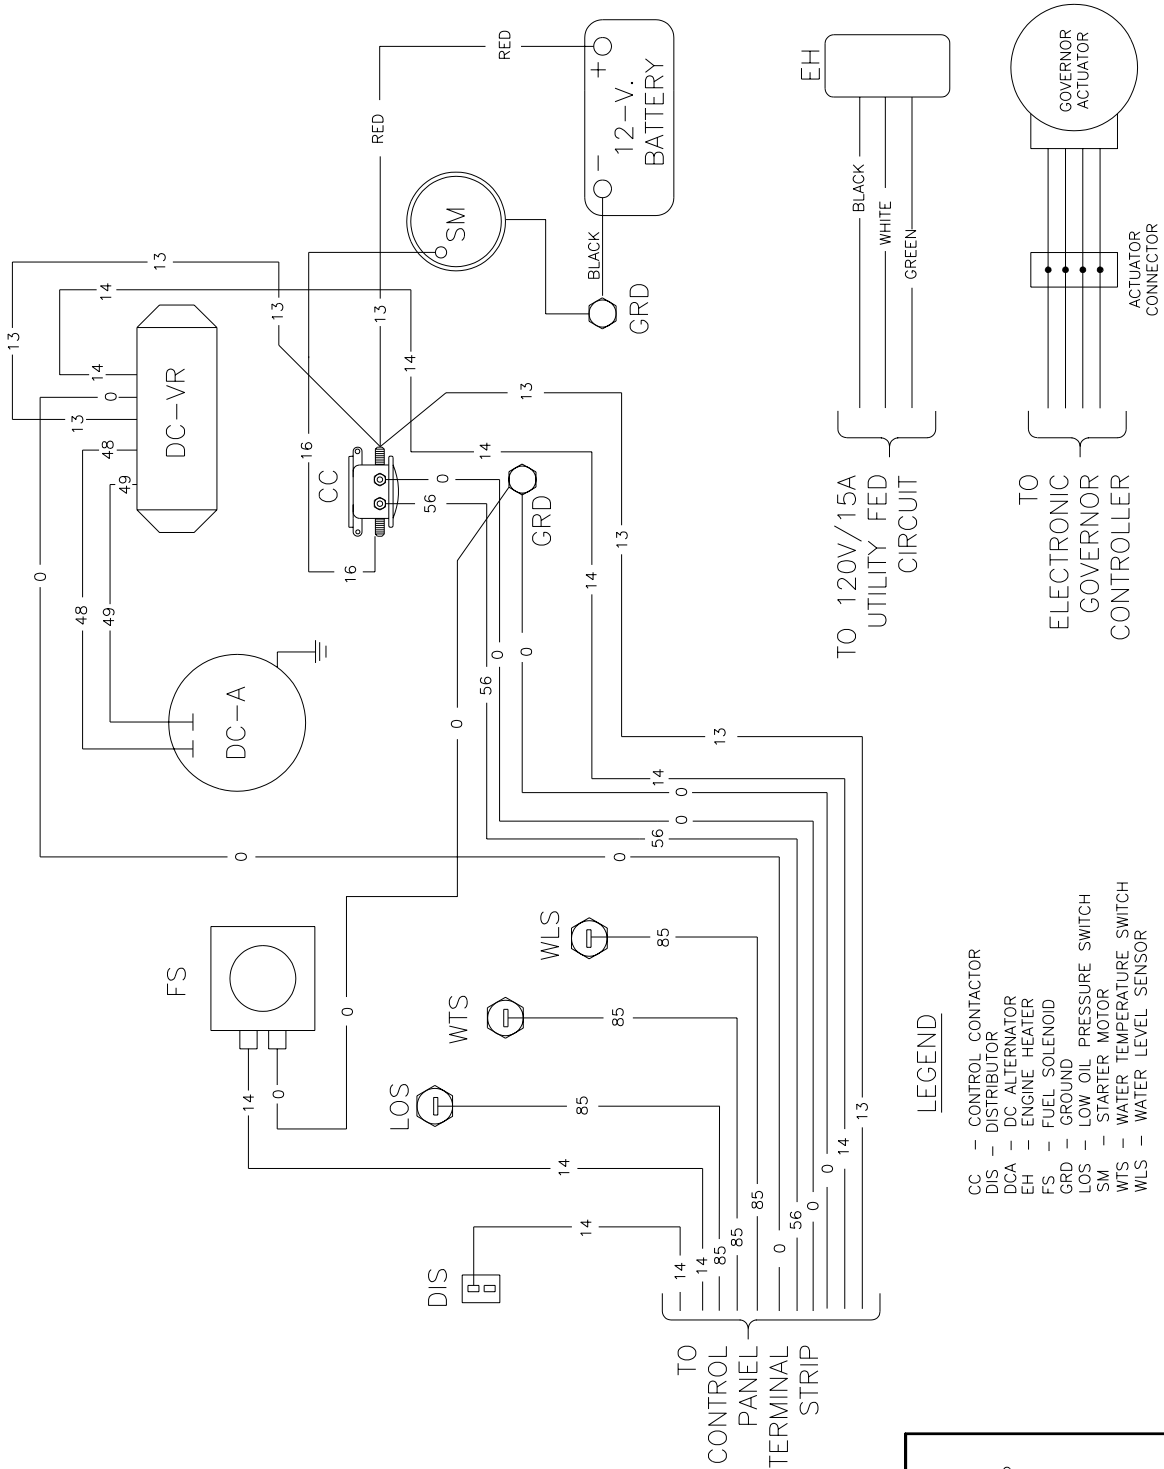 DIS
14
14
FS
14
0
14
14
LOS
85
85
WTS
85
85
WLS
85
85
0
0
0
0
0
DC-A
48
49
DC-VR
49
48
13
0
14
13
13
14
13
14
CC
16
16
56
0
13
RED
RED
SM
12-V.
BATTERY
+
-
BLACK
GRD
GRD
0
0
56
0
56
0
0
14
14
14
13
13
13
56
0
0
14
13
TO
CONTROL
PANEL
TERMINAL
STRIP
EH
BLACK
WHITE
GREEN
TO 120V/15A
UTILITY FED
CIRCUIT
GOVERNOR
ACTUATOR
ACTUATOR
CONNECTOR
TO
ELECTRONIC
GOVERNOR
CONTROLLER
LEGEND
CC - CONTROL CONTACTOR
DIS - DISTRIBUTOR
DCA - DC ALTERNATOR
EH - ENGINE HEATER
FS - FUEL SOLENOID
GRD - GROUND
LOS - LOW OIL PRESSURE SWITCH
SM - STARTER MOTOR
WTS - WATER TEMPERATURE SWITCH
WLS - WATER LEVEL SENSOR